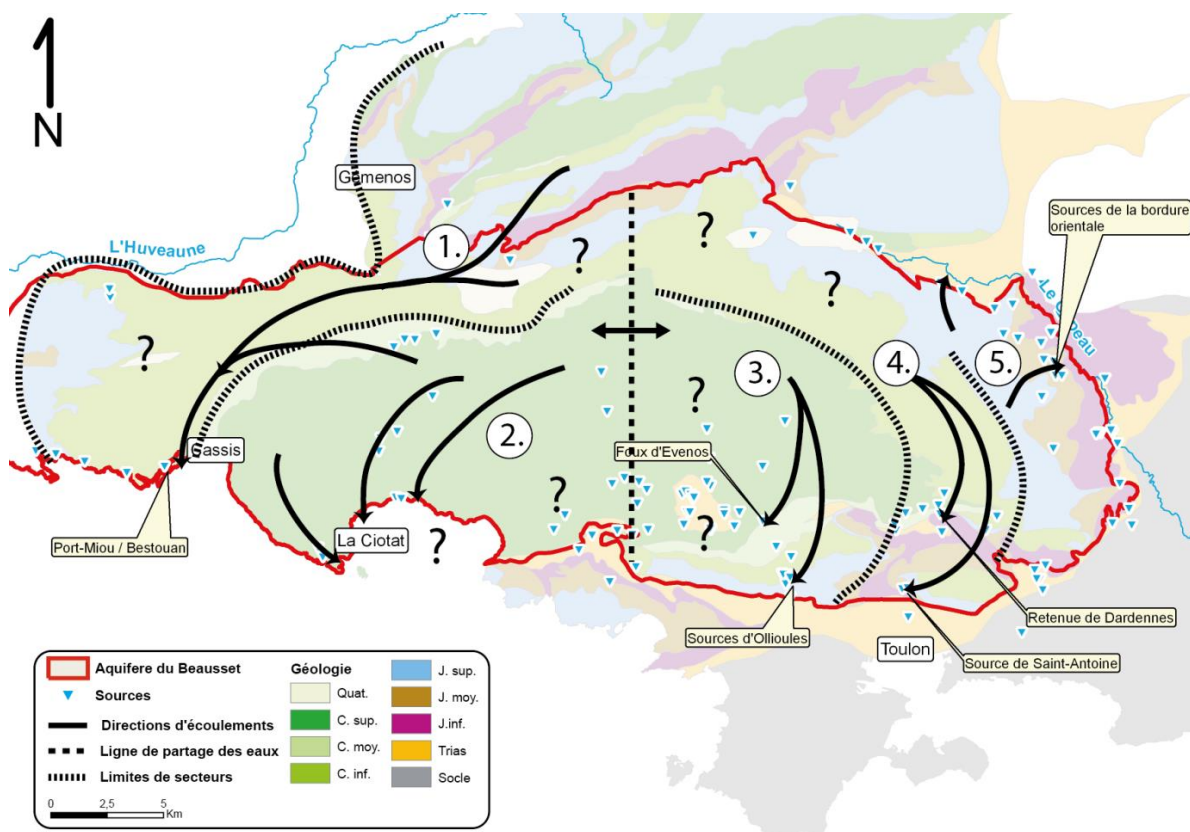 N
Gémenos
L'Huveaune
1.
?
?
?
?
Sources de la bordure
orientale
Le Gapeau
2.
3.
4.
5.
?
?
?
?
Cassis
Foux d'Evenos
Port-Miou / Bestouan
La Ciotat
Sources d'Ollioules
Toulon
Retenue de Dardennes
Source de Saint-Antoine
Aquifere du Beausset
Sources
Directions d'écoulements
Ligne de partage des eaux
Limites de secteurs
0 2,5 5
Km
Géologie
Quat.
C. sup.
C. moy.
C. inf.
J. sup.
J. moy.
J.inf.
Trias
Socle